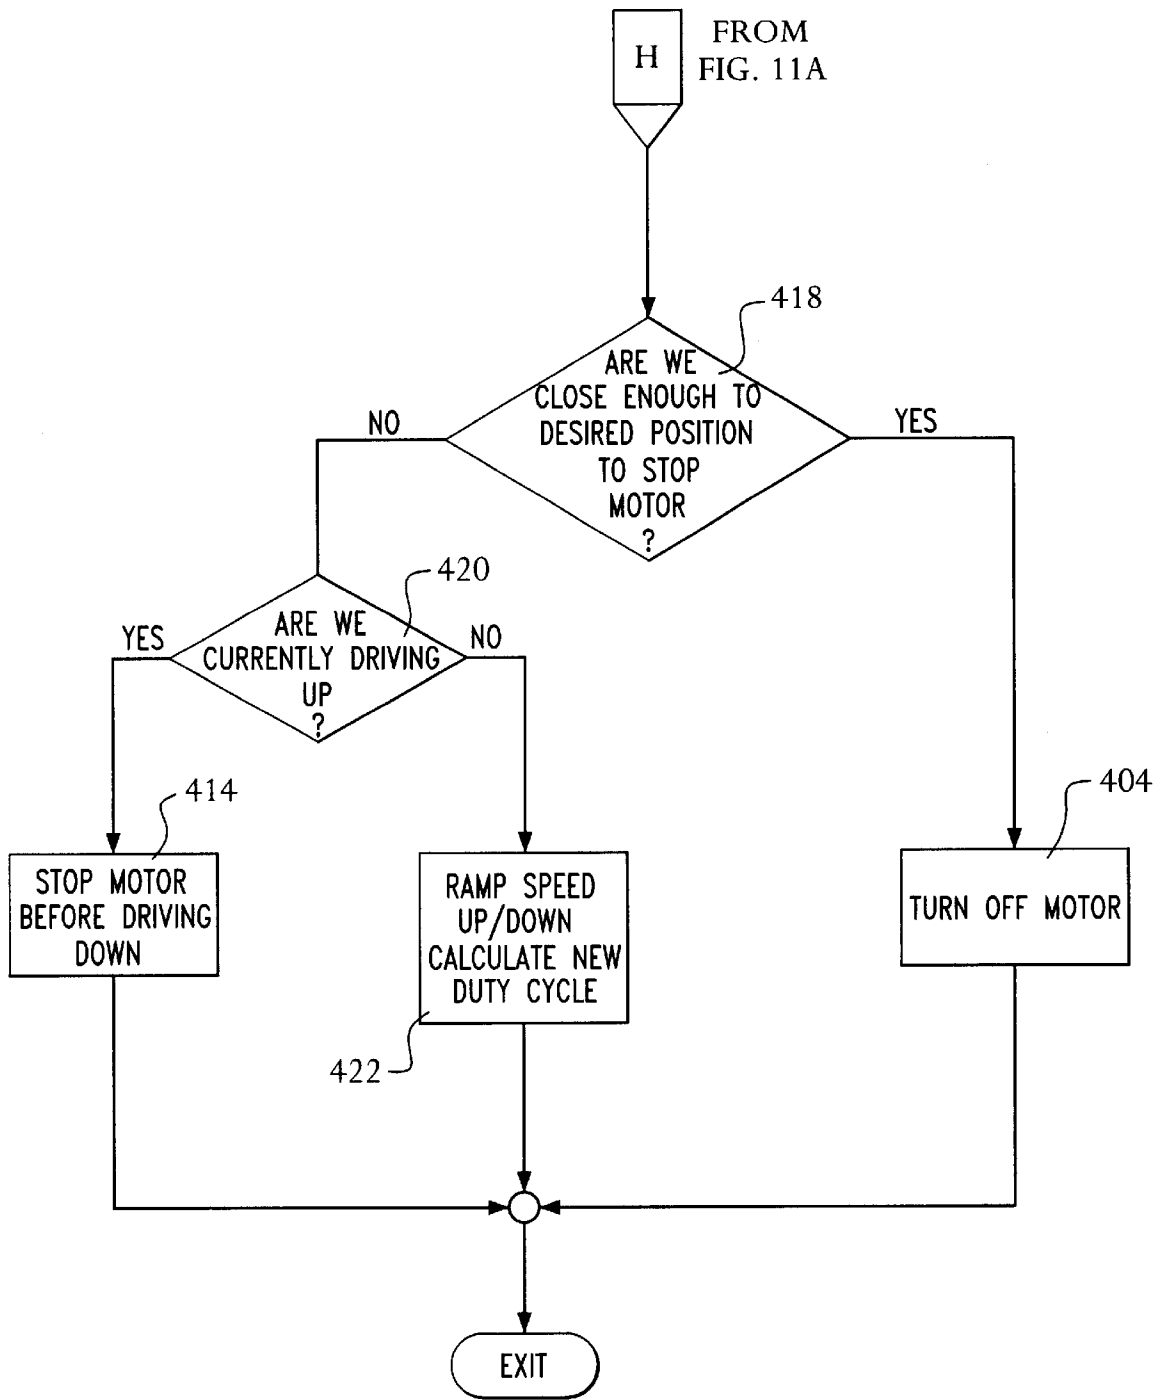 H
FROM
FIG. 11A
418
ARE WE
CLOSE ENOUGH TO
DESIRED POSITION
TO STOP
MOTOR
?
NO
YES
420
ARE WE
CURRENTLY DRIVING
UP
?
YES
NO
414
STOP MOTOR
BEFORE DRIVING
DOWN
RAMP SPEED
UP/DOWN
CALCULATE NEW
DUTY CYCLE
422
404
TURN OFF MOTOR
EXIT